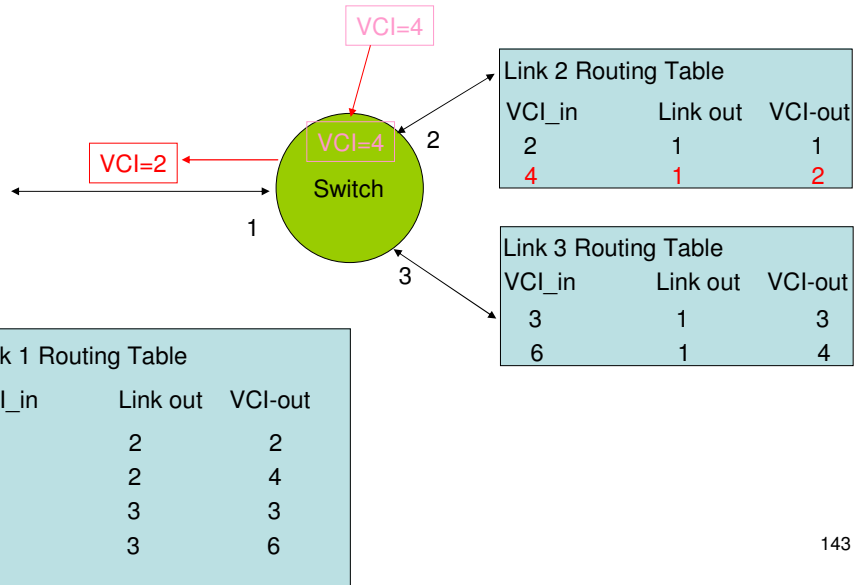 VCI=4
Link 2 Routing Table
VCI_in Link out VCI-out
2 1 1
4 1 2
VCI=4
2
VCI=2
Switch
1
3
Link 3 Routing Table
VCI_in Link out VCI-out
3 1 3
6 1 4
k 1 Routing Table
I_in Link out VCI-out
2 2
2 4
3 3
3 6
143